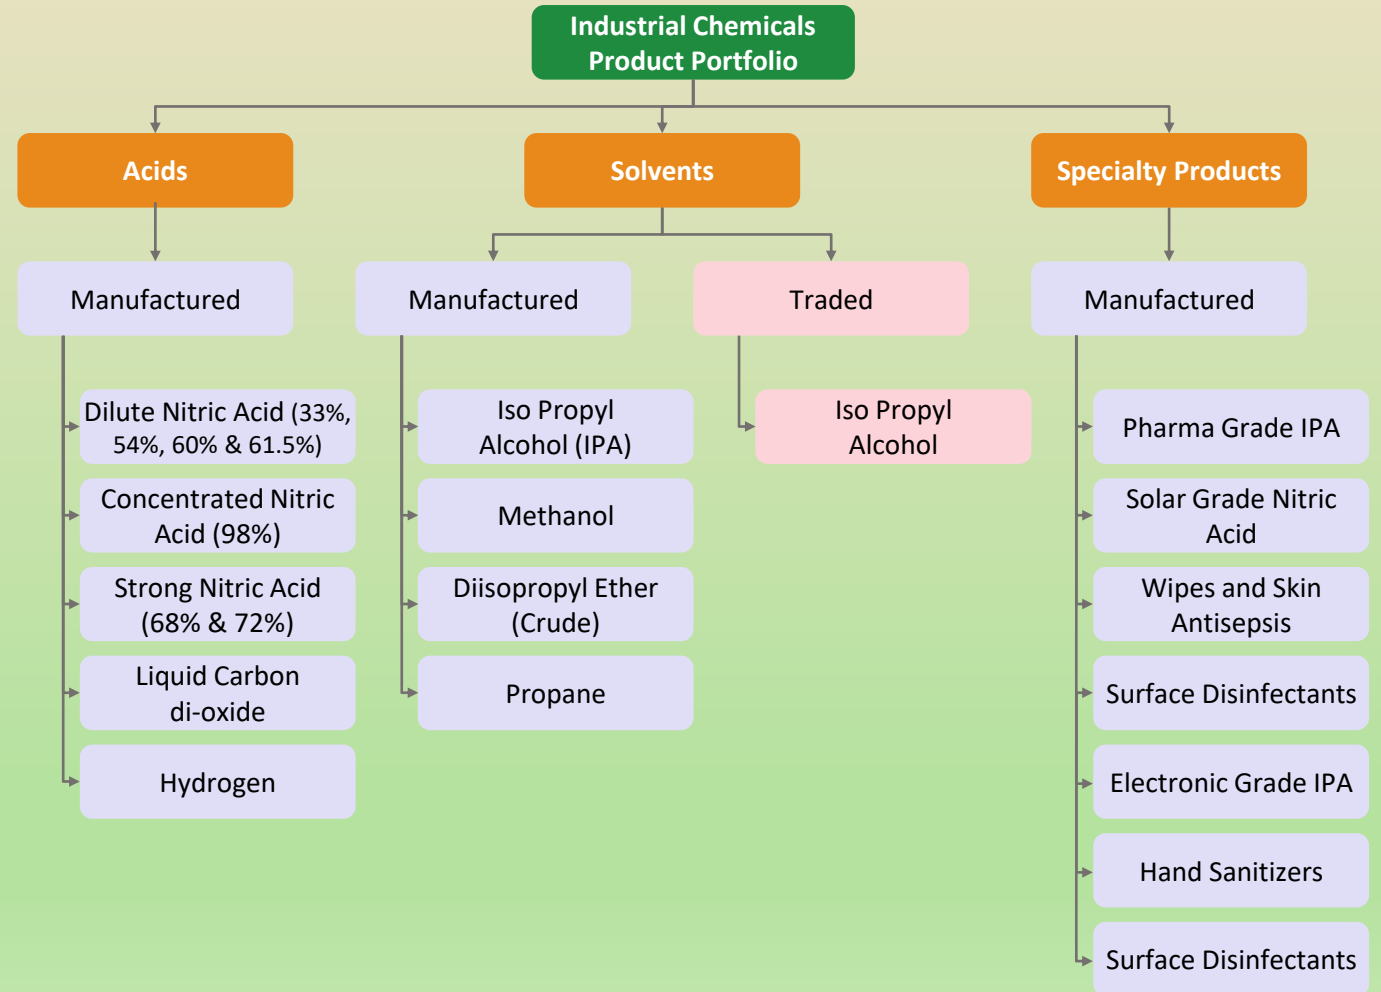 Industrial Chemicals
Product Portfolio
Acids
Solvents
Specialty Products
Manufactured
Manufactured
Traded
Manufactured
Dilute Nitric Acid (33%,
54%, 60% & 61.5%)
Concentrated Nitric
Acid (98%)
Strong Nitric Acid
(68% & 72%)
Liquid Carbon
di-oxide
Hydrogen
Iso Propyl
Alcohol (IPA)
Methanol
Diisopropyl Ether
(Crude)
Propane
Iso Propyl
Alcohol
Pharma Grade IPA
Solar Grade Nitric
Acid
Wipes and Skin
Antisepsis
Surface Disinfectants
Electronic Grade IPA
Hand Sanitizers
Surface Disinfectants